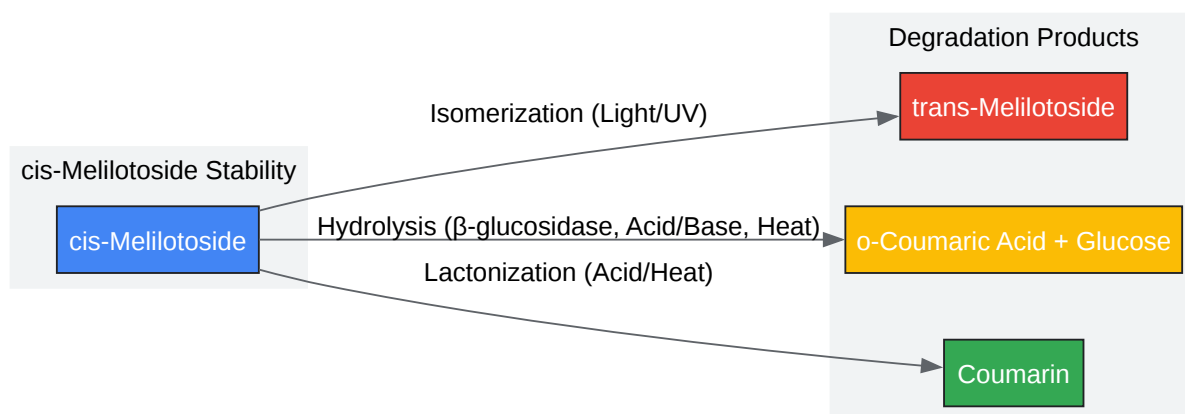 Degradation Products
trans-Melilotoside
Isomerization (Light/UV)
cis-Melilotoside Stability
cis-Melilotoside
Hydrolysis (β-glucosidase, Acid/Base, Heat)
o-Coumaric Acid + Glucose
Lactonization (Acid/Heat)
Coumarin